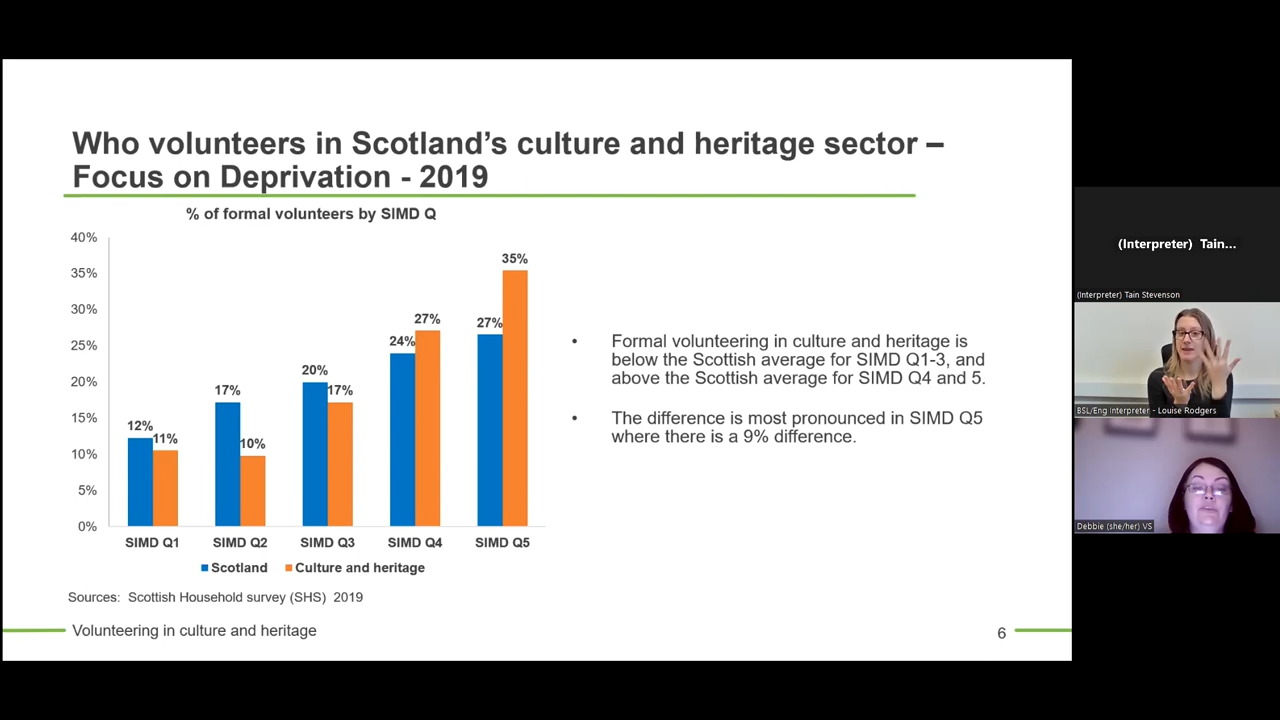 Who volunteers in Scotland's culture and heritage sector –
Focus on Deprivation - 2019
% of formal volunteers by SIMD Q
40%
35%
30%
25%
20%
15%
10%
5%
0%
12%
11%
17%
10%
20%
17%
24%
27%
27%
35%
SIMD Q1
SIMD Q2
SIMD Q3
SIMD Q4
SIMD Q5
Scotland
Culture and heritage
• Formal volunteering in culture and heritage is
below the Scottish average for SIMD Q1-3, and
above the Scottish average for SIMD Q4 and 5.
• The difference is most pronounced in SIMD Q5
where there is a 9% difference.
Sources: Scottish Household survey (SHS) 2019
Volunteering in culture and heritage
6
(Interpreter) Tain...
(Interpreter) Tain Stevenson
BSL/Eng Interpreter - Louise Rodgers
Debbie (she/her) VS